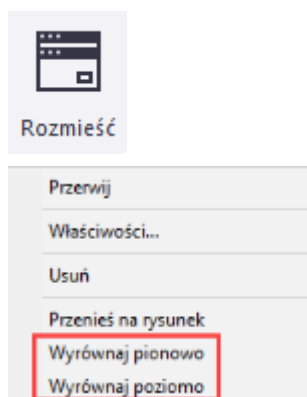 Rozmieść
Przerwij
Właściwości...
Usuń
Przenieś na rysunek
Wyrównaj pionowo
Wyrównaj poziomo